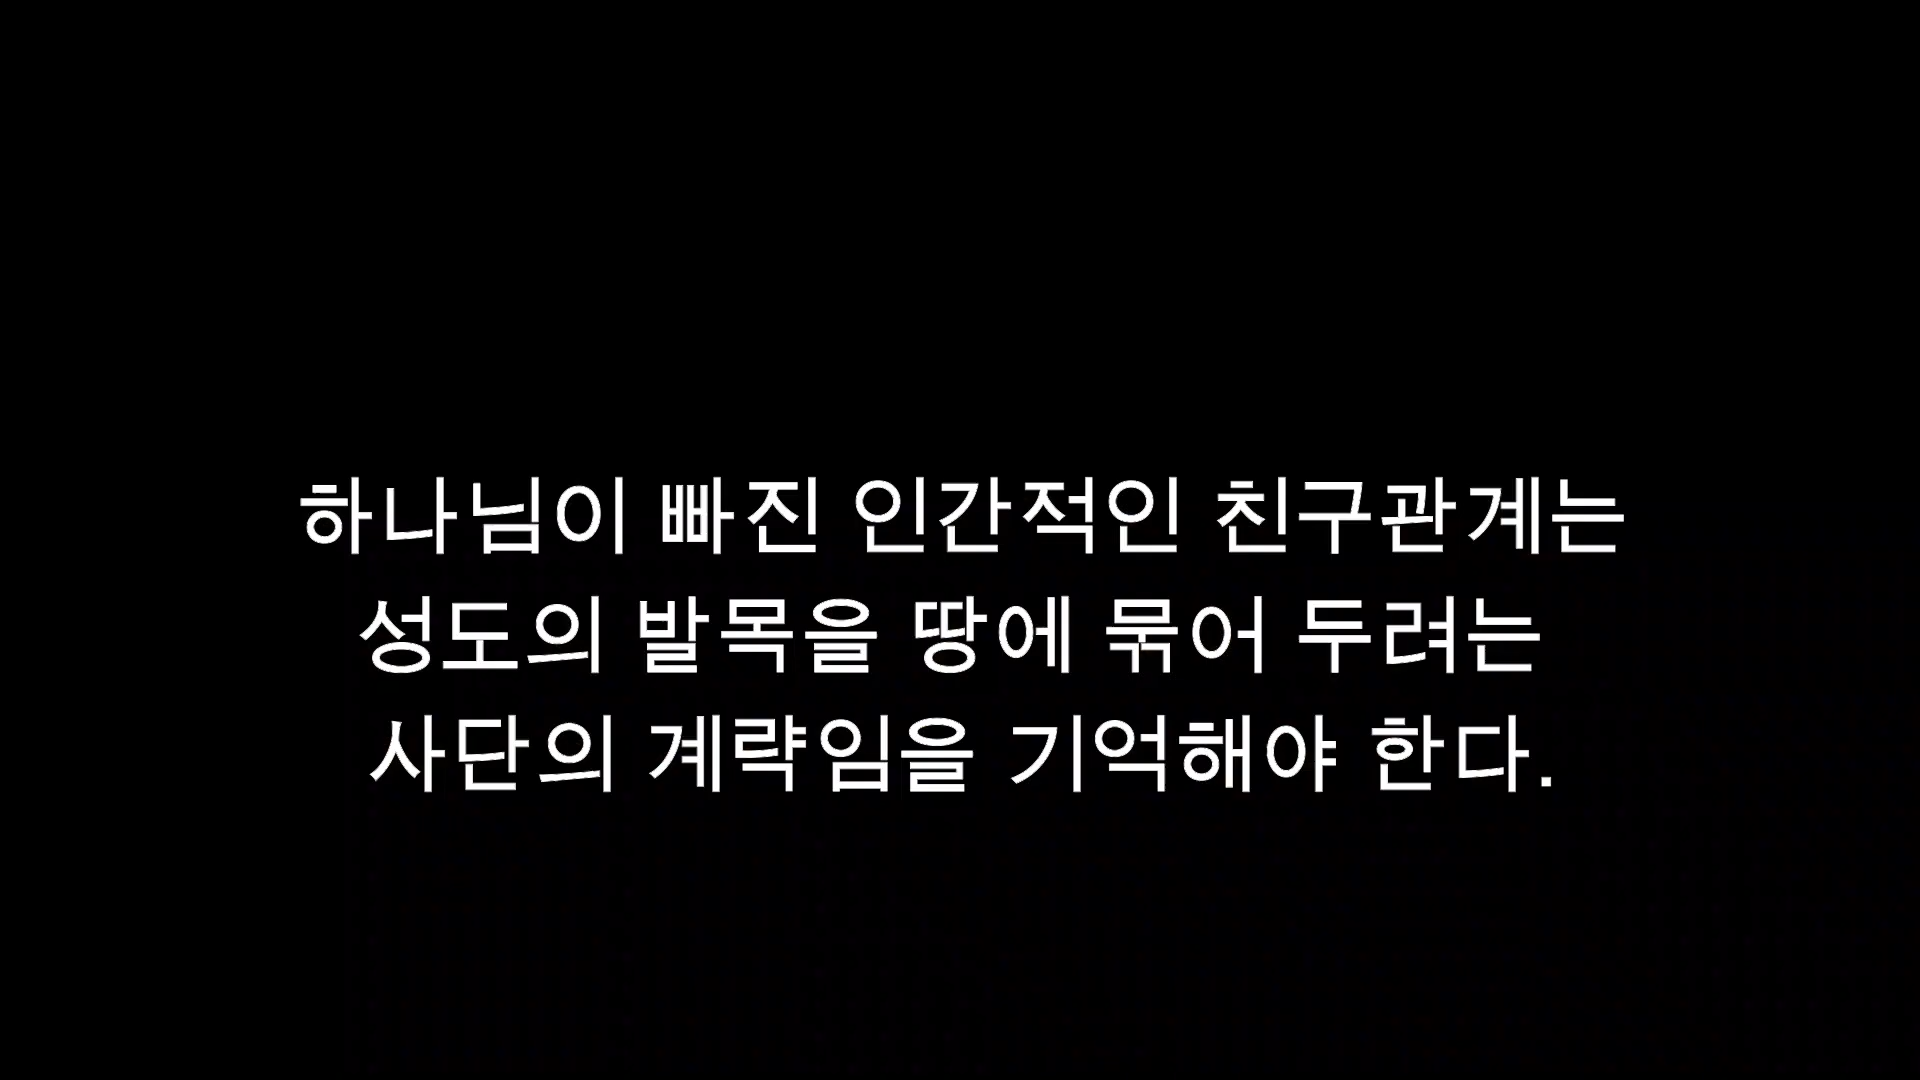 하나님이 빠진 인간적인 친구관계는
성도의 발목을 땅에 묶어 두려는
사단의 계략임을 기억해야 한다.